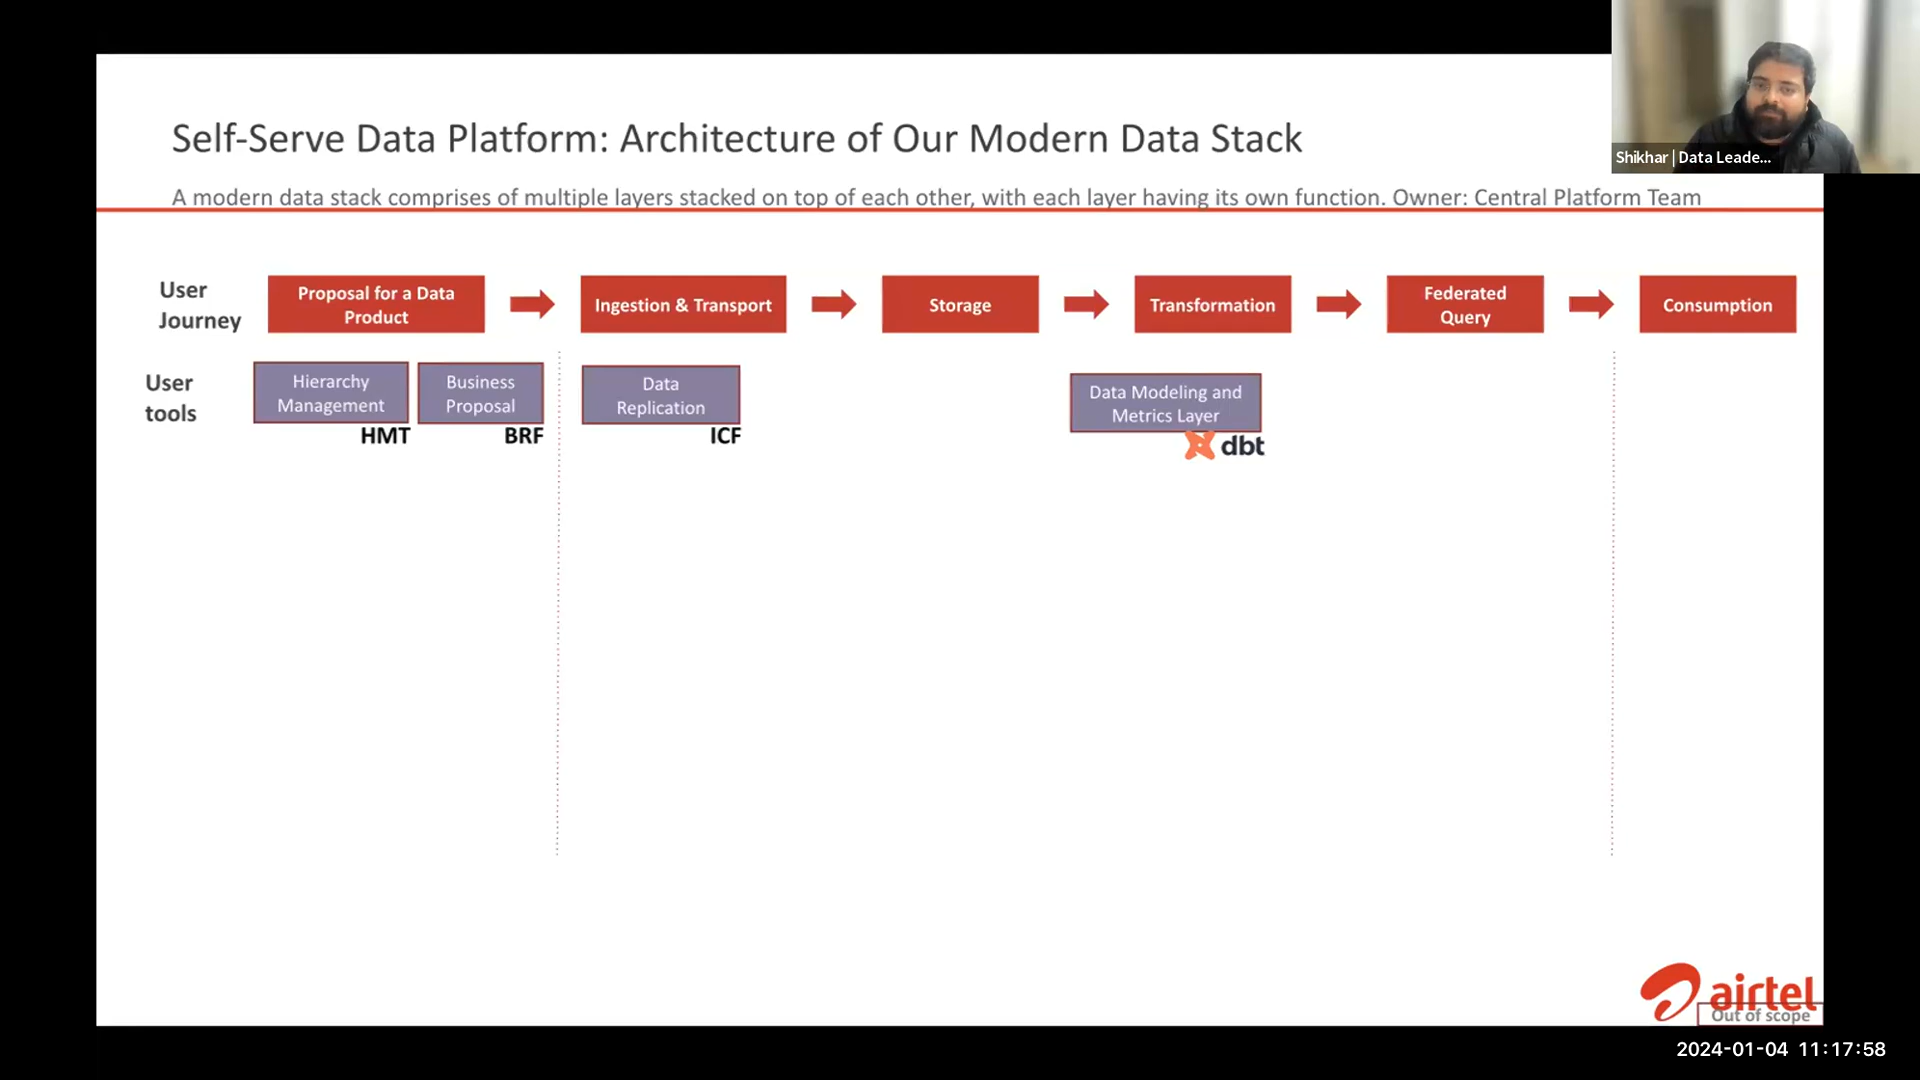 Self-Serve Data Platform: Architecture of Our Modern Data Stack
Shikhar | Data Leade...
A modern data stack comprises of multiple layers stacked on top of each other, with each layer having its own function. Owner: Central Platform Team
User
Journey
Proposal for a Data
Product
Ingestion & Transport
Storage
Transformation
Federated
Query
Consumption
User
tools
Hierarchy
Management
HMT
Business
Proposal
BRF
Data
Replication
ICF
Data Modeling and
Metrics Layer
dbt
airtel
Out of scope
2024-01-04 11:17:58